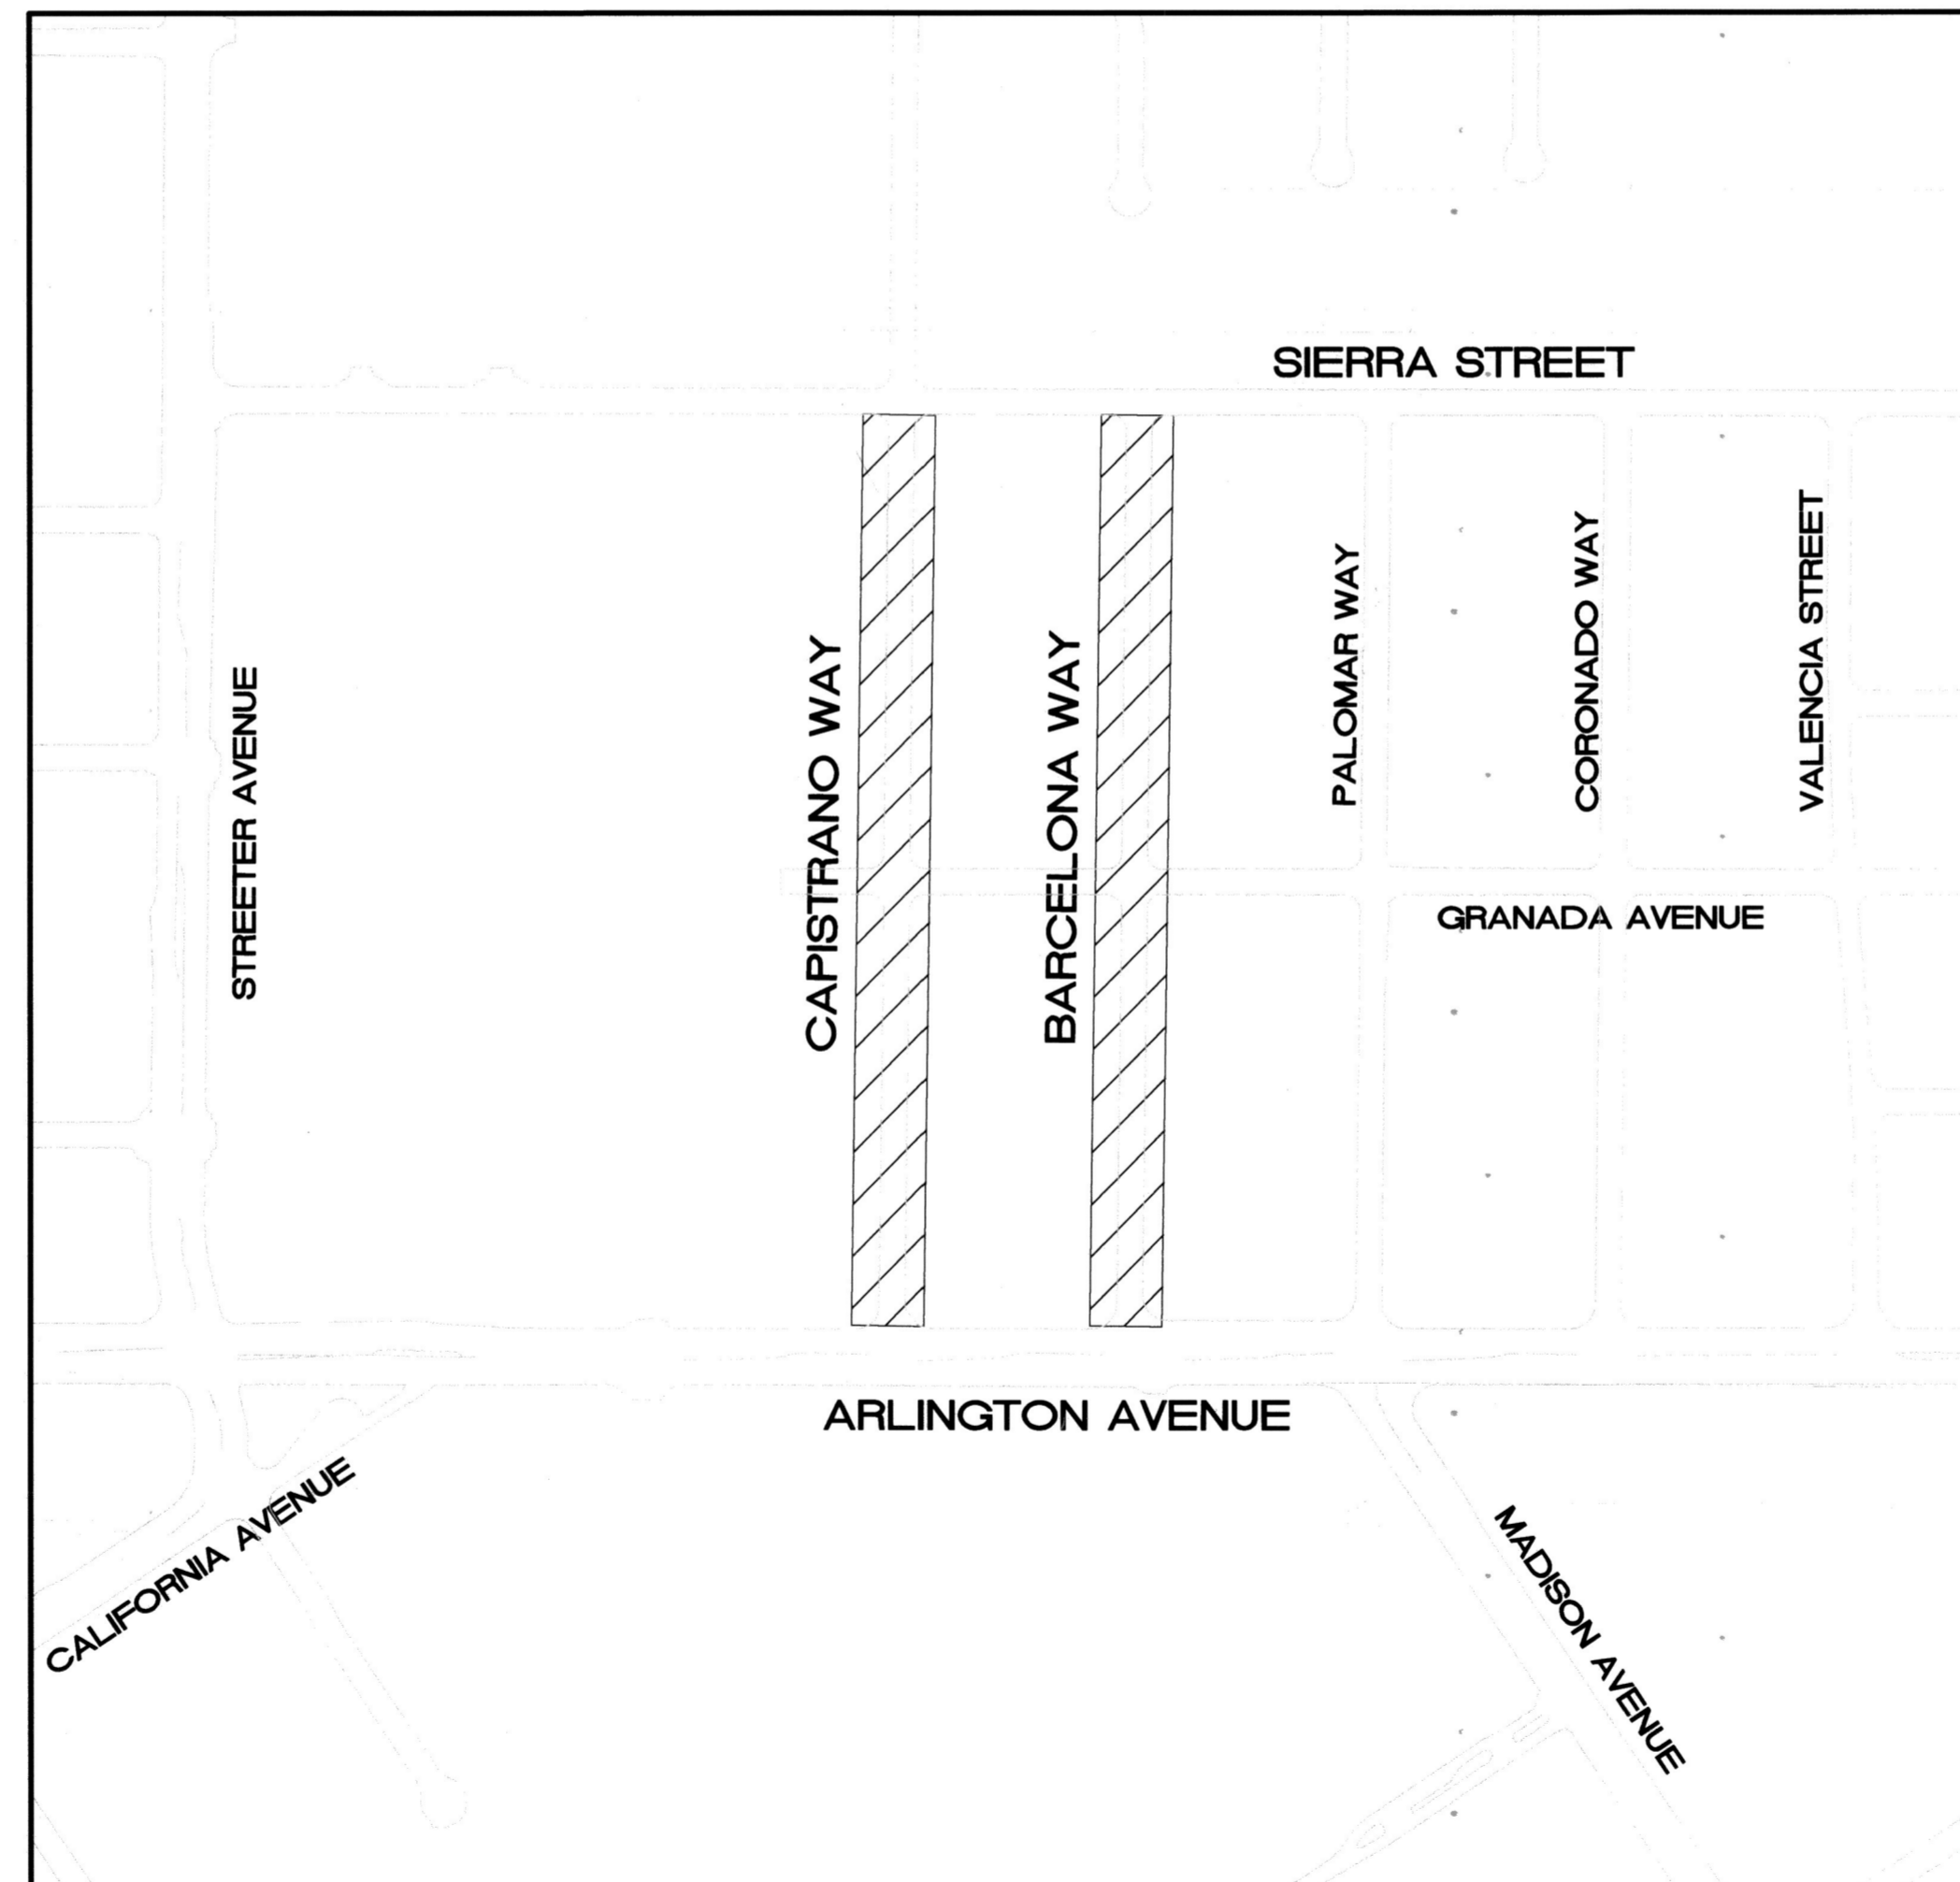 SIERRA STREET
STREETER AVENUE
CAPISTRANO WAY
BARCELONA WAY
PALOMAR WAY
CORONADO WAY
VALENCIA STREET
GRANADA AVENUE
ARLINGTON AVENUE
CALIFORNIA AVENUE
MADISON AVENUE